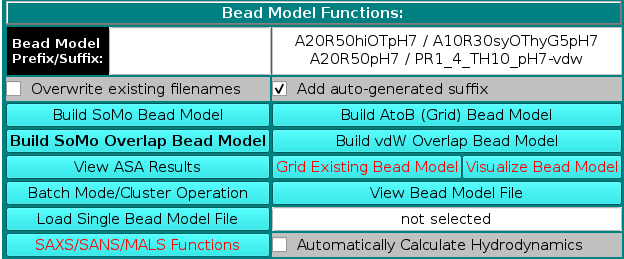 Bead Model Functions:
Bead Model
Prefix/Suffix:
A20R50hiOTpH7 / A10R30syOThyG5pH7
A20R50pH7 / PR1_4_TH10_pH7-vdw
Overwrite existing filenames
Add auto-generated suffix
Build SoMo Bead Model
Build AtoB (Grid) Bead Model
Build SoMo Overlap Bead Model
Build vdW Overlap Bead Model
View ASA Results
Grid Existing Bead Model
Visualize Bead Model
Batch Mode/Cluster Operation
View Bead Model File
Load Single Bead Model File
not selected
SAXS/SANS/MALS Functions
Automatically Calculate Hydrodynamics